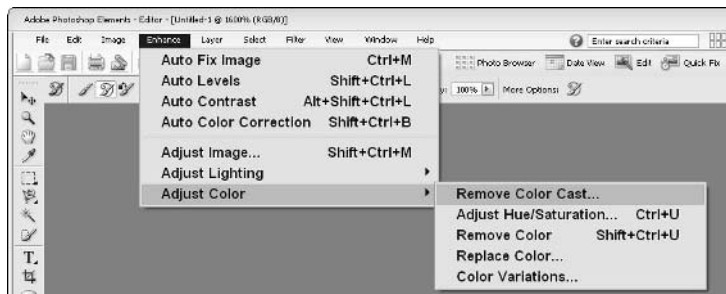 Adobe Photoshop Elements - Editor - [Untitled-1 @ 1600% (RGB/8)]
File Edit Image Enhance Layer Select Filter View Window Help Enter search criteria
Photo Browser Date View Edit Quick Fix
100% More Options:
Auto Fix Image Ctrl+M
Auto Levels Shift+Ctrl+L
Auto Contrast Alt+Shift+Ctrl+L
Auto Color Correction Shift+Ctrl+B
Adjust Image... Shift+Ctrl+M
Adjust Lighting
Adjust Color
Remove Color Cast...
Adjust Hue/Saturation... Ctrl+U
Remove Color Shift+Ctrl+U
Replace Color...
Color Variations...
T